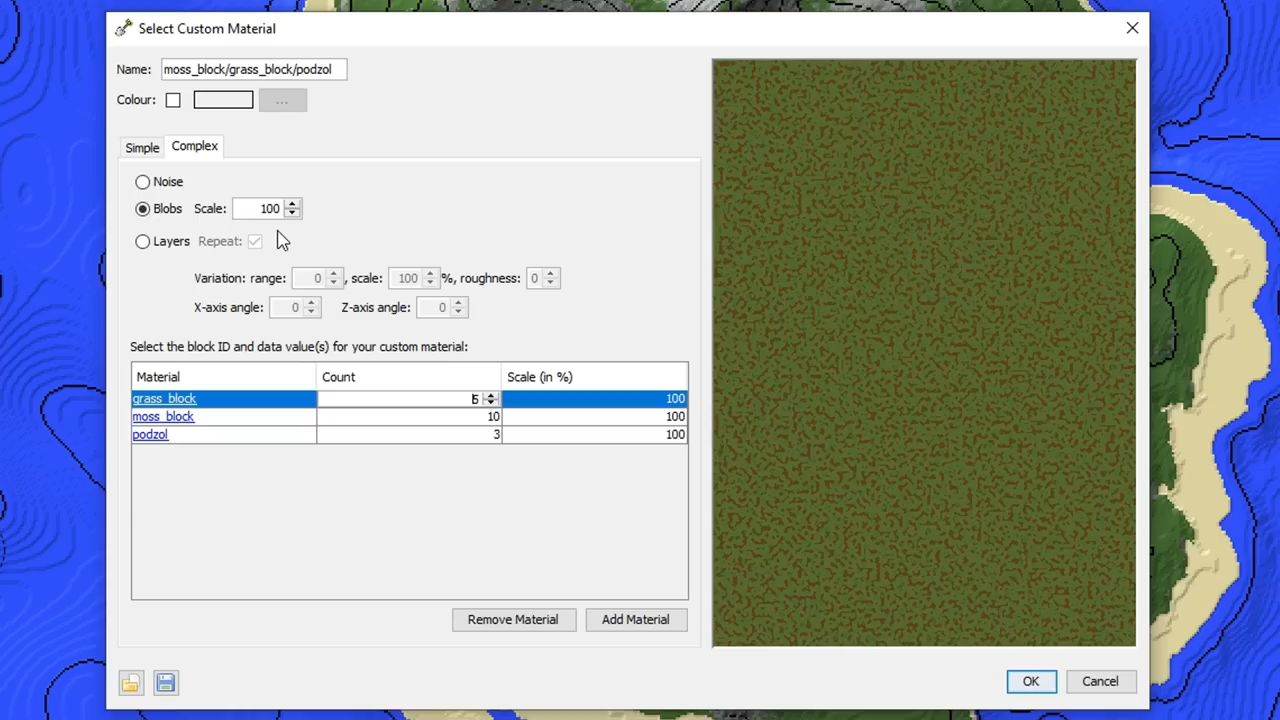 Select Custom Material
Name: moss_block/grass_block/podzol
Colour: ...
Simple Complex
Noise
Blobs Scale: 100
Layers Repeat:
Variation: range: 0 , scale: 100 %, roughness: 0
X-axis angle: 0 Z-axis angle: 0
Select the block ID and data value(s) for your custom material:
Material Count Scale (in %)
grass_block 100
moss_block 10 100
podzol 3 100
Remove Material Add Material
OK Cancel